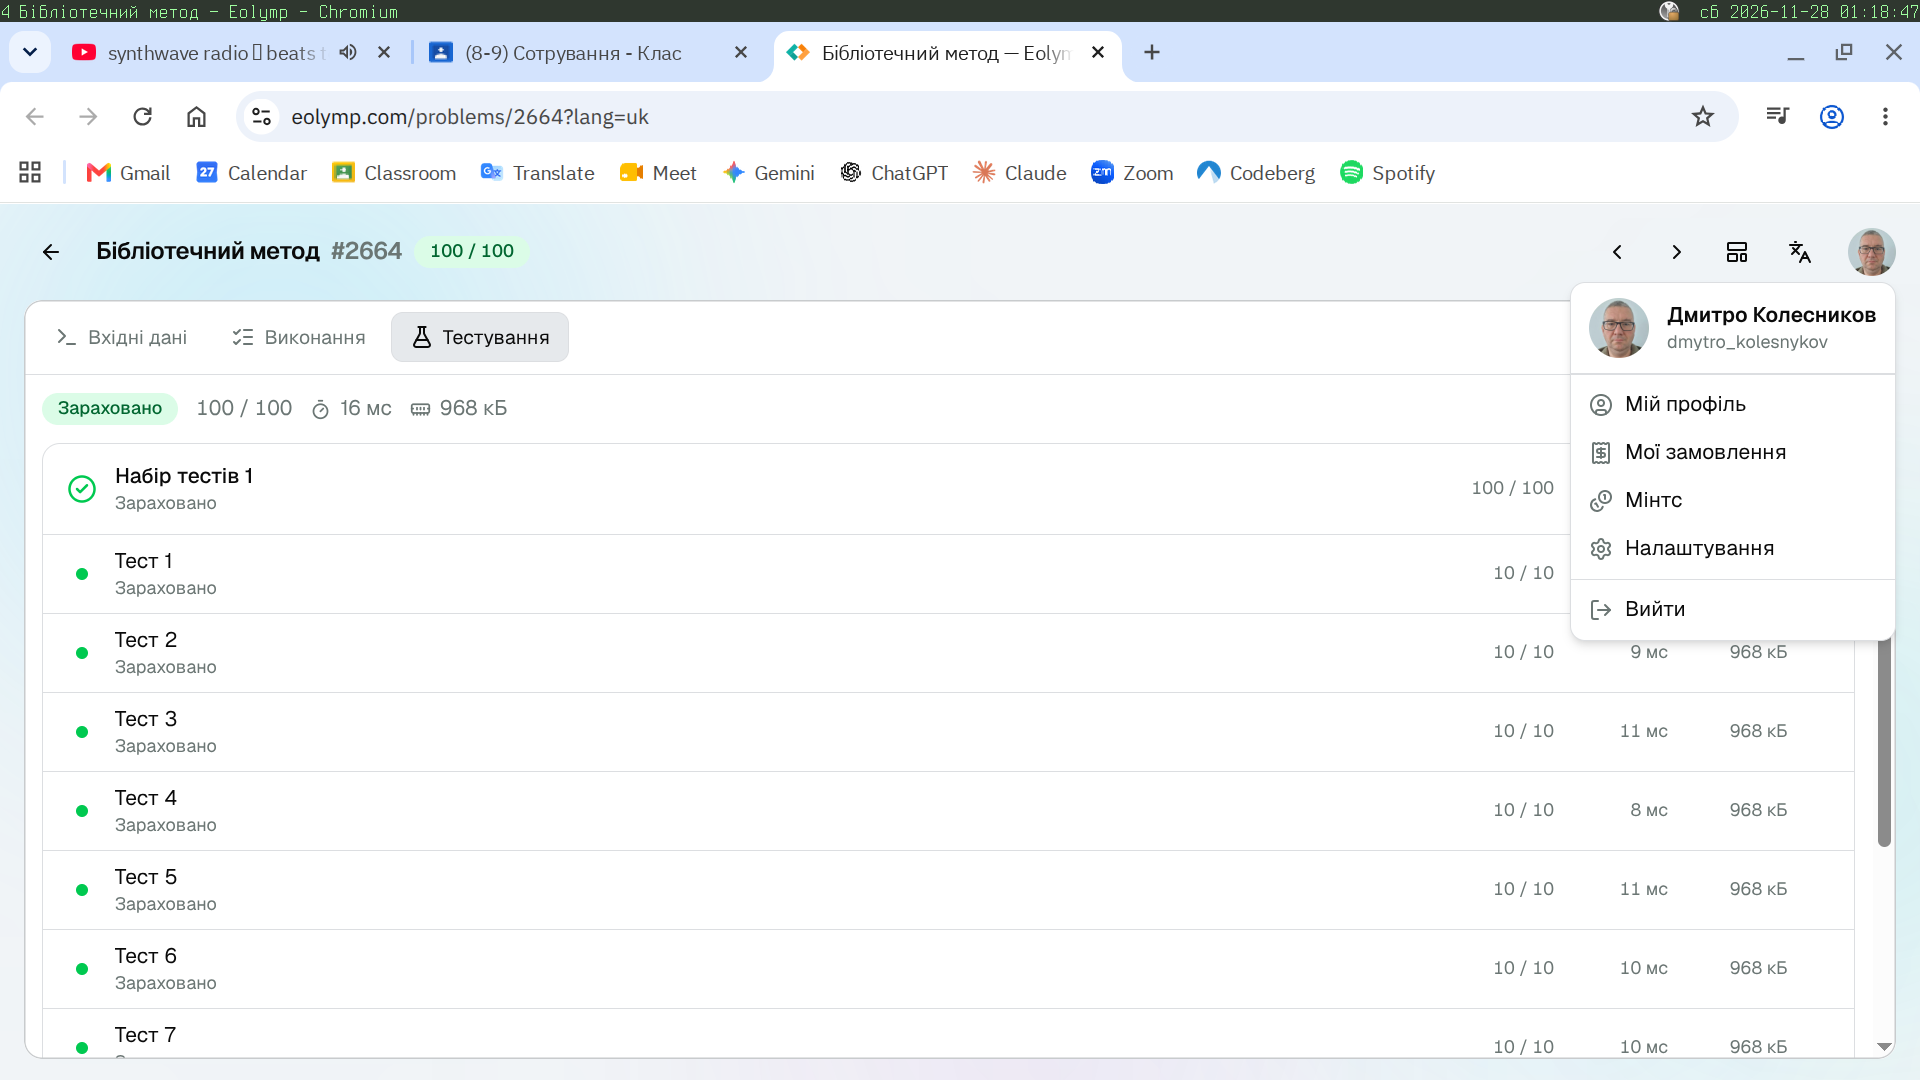 4 Бібліотечний метод – Eolymp – Chromium
сб 2026-11-28 01:18:47
synthwave radio beats t
(8-9) Сотрування - Клас
Бібліотечний метод — Eolym
eolymp.com/problems/2664?lang=uk
Gmail
27 Calendar
Classroom
Translate
Meet
Gemini
ChatGPT
Claude
zm Zoom
Codeberg
Spotify
Бібліотечний метод #2664 100 / 100
Дмитро Колесников
dmytro_kolesnykov
Мій профіль
Мої замовлення
Мінтс
Налаштування
Вийти
Вхідні дані
Виконання
Тестування
Зараховано 100 / 100 16 мс 968 кБ
Набір тестів 1
Зараховано
100 / 100
Тест 1
Зараховано
10 / 10
Тест 2
Зараховано
10 / 10 9 мс 968 кБ
Тест 3
Зараховано
10 / 10 11 мс 968 кБ
Тест 4
Зараховано
10 / 10 8 мс 968 кБ
Тест 5
Зараховано
10 / 10 11 мс 968 кБ
Тест 6
Зараховано
10 / 10 10 мс 968 кБ
Тест 7
10 / 10 10 мс 968 кБ